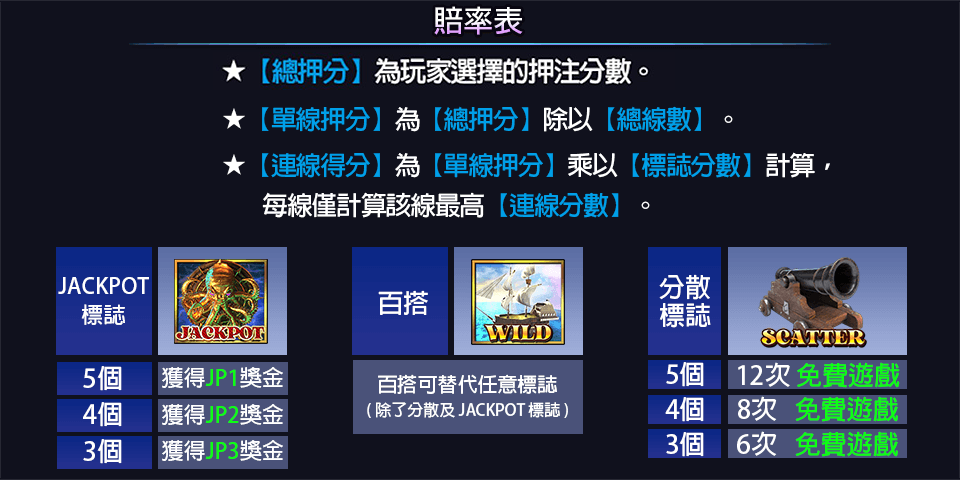 賠率表
★【總押分】為玩家選擇的押注分數。
★【單線押分】為【總押分】除以【總線數】。
★【連線得分】為【單線押分】乘以【標誌分數】計算，
每線僅計算該線最高【連線分數】。
JACKPOT
標誌
JACKPOT
5個 獲得JP1獎金
4個 獲得JP2獎金
3個 獲得JP3獎金
百搭
WILD
百搭可替代任意標誌
(除了分散及 JACKPOT 標誌)
分散
標誌
SCATTER
5個 12次 免費遊戲
4個 8次 免費遊戲
3個 6次 免費遊戲